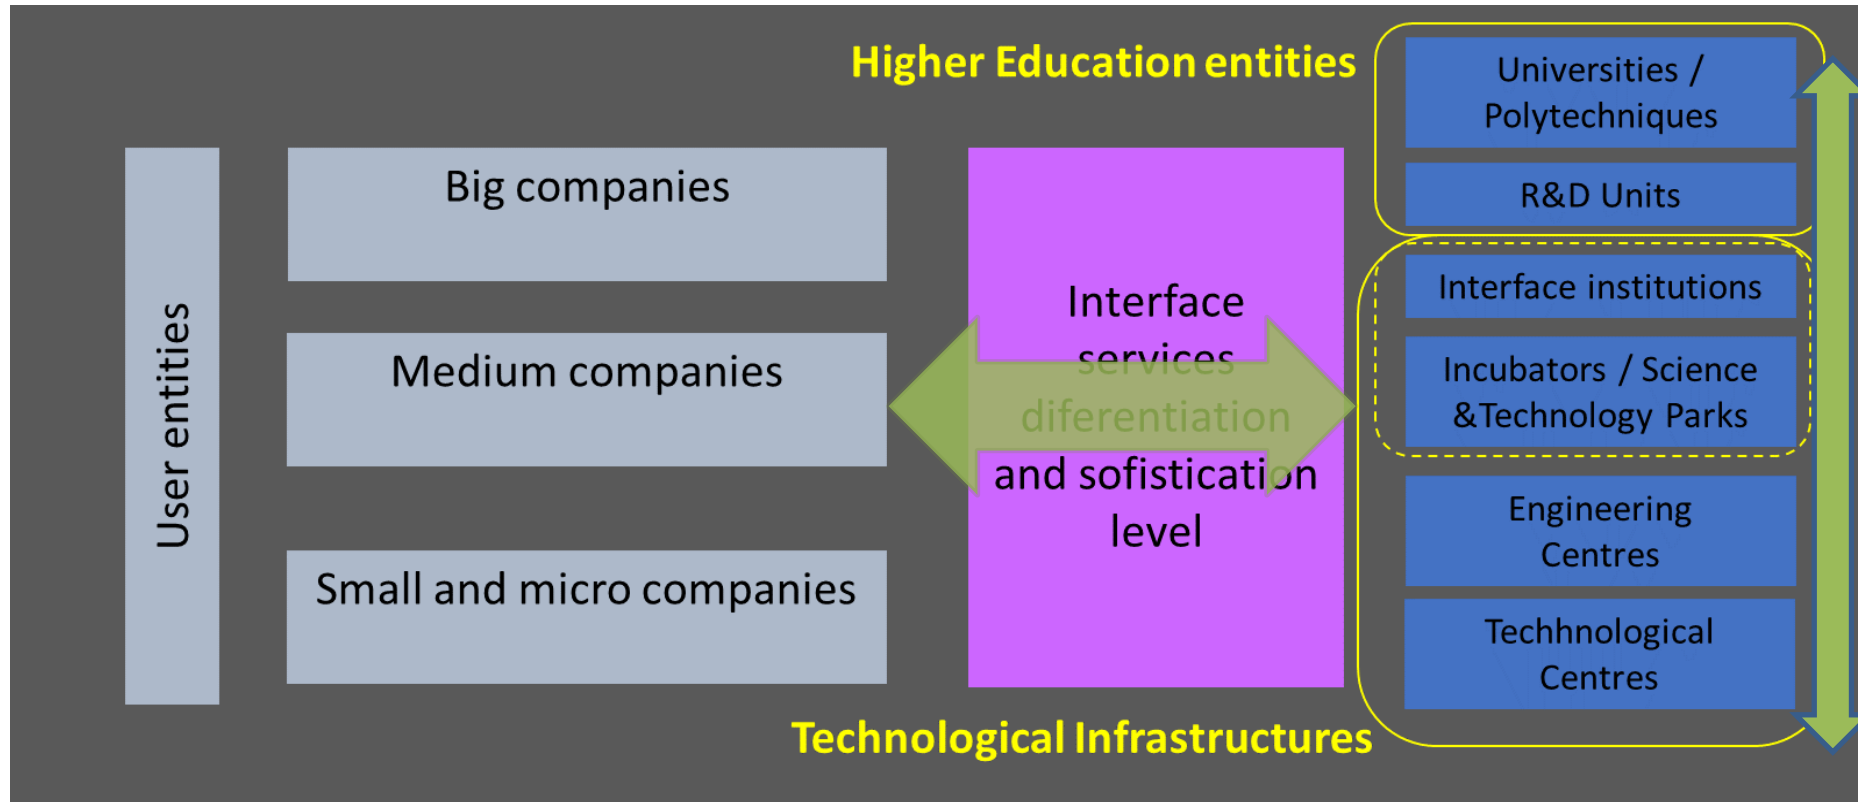 User entities
Big companies
Medium companies
Small and micro companies
Interface
services
diferentiation
and sofistication
level
Higher Education entities
Universities /
Polytechniques
R&D Units
Interface institutions
Incubators / Science
&Technology Parks
Engineering
Centres
Techhnological
Centres
Technological Infrastructures